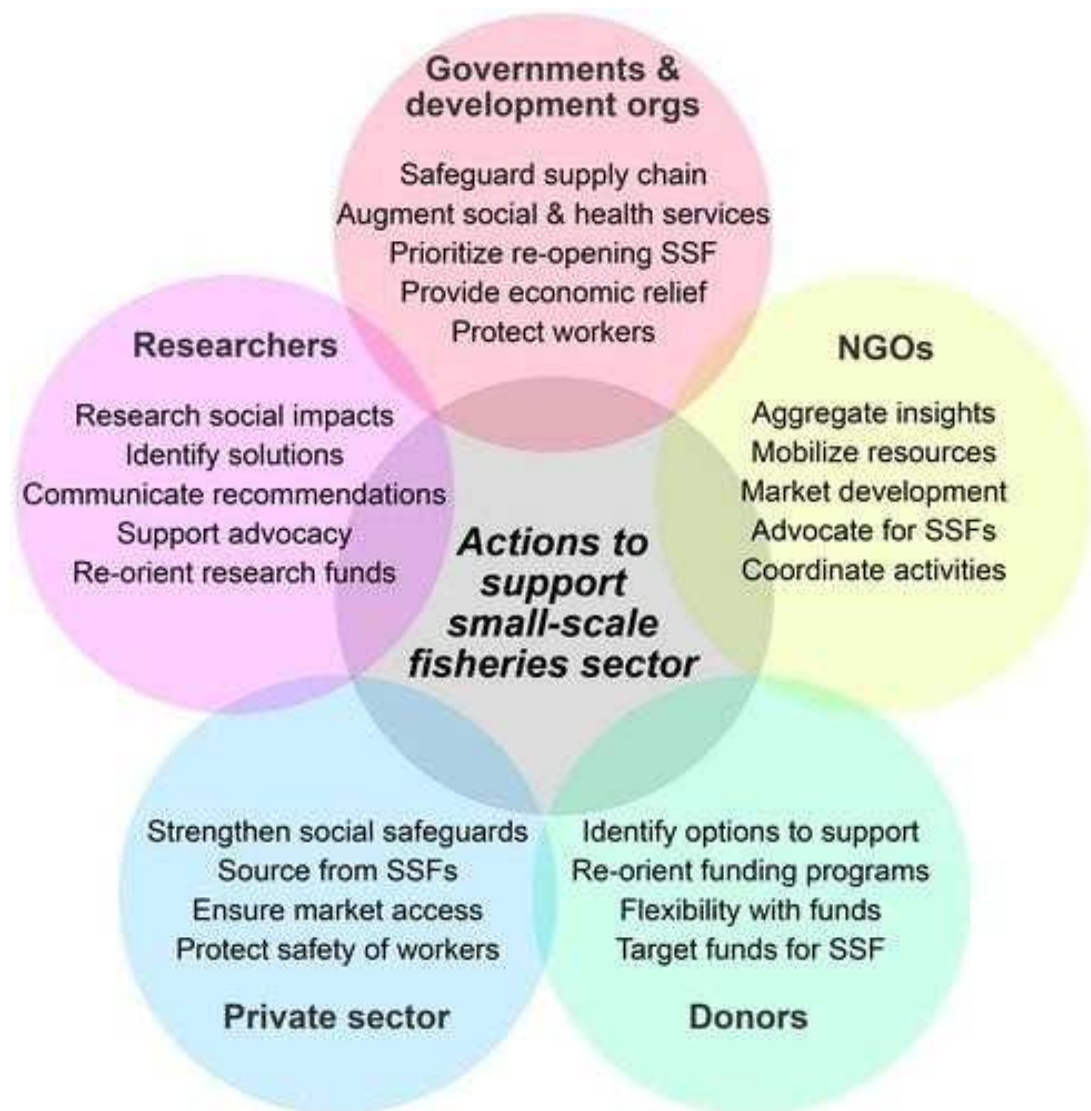 Governments &
development orgs
Safeguard supply chain
Augment social & health services
Prioritize re-opening SSF
Provide economic relief
Protect workers
Researchers
Research social impacts
Identify solutions
Communicate recommendations
Support advocacy
Re-orient research funds
NGOs
Aggregate insights
Mobilize resources
Market development
Advocate for SSFs
Coordinate activities
Actions to
support
small-scale
fisheries sector
Strengthen social safeguards
Source from SSFs
Ensure market access
Protect safety of workers
Private sector
Identify options to support
Re-orient funding programs
Flexibility with funds
Target funds for SSF
Donors